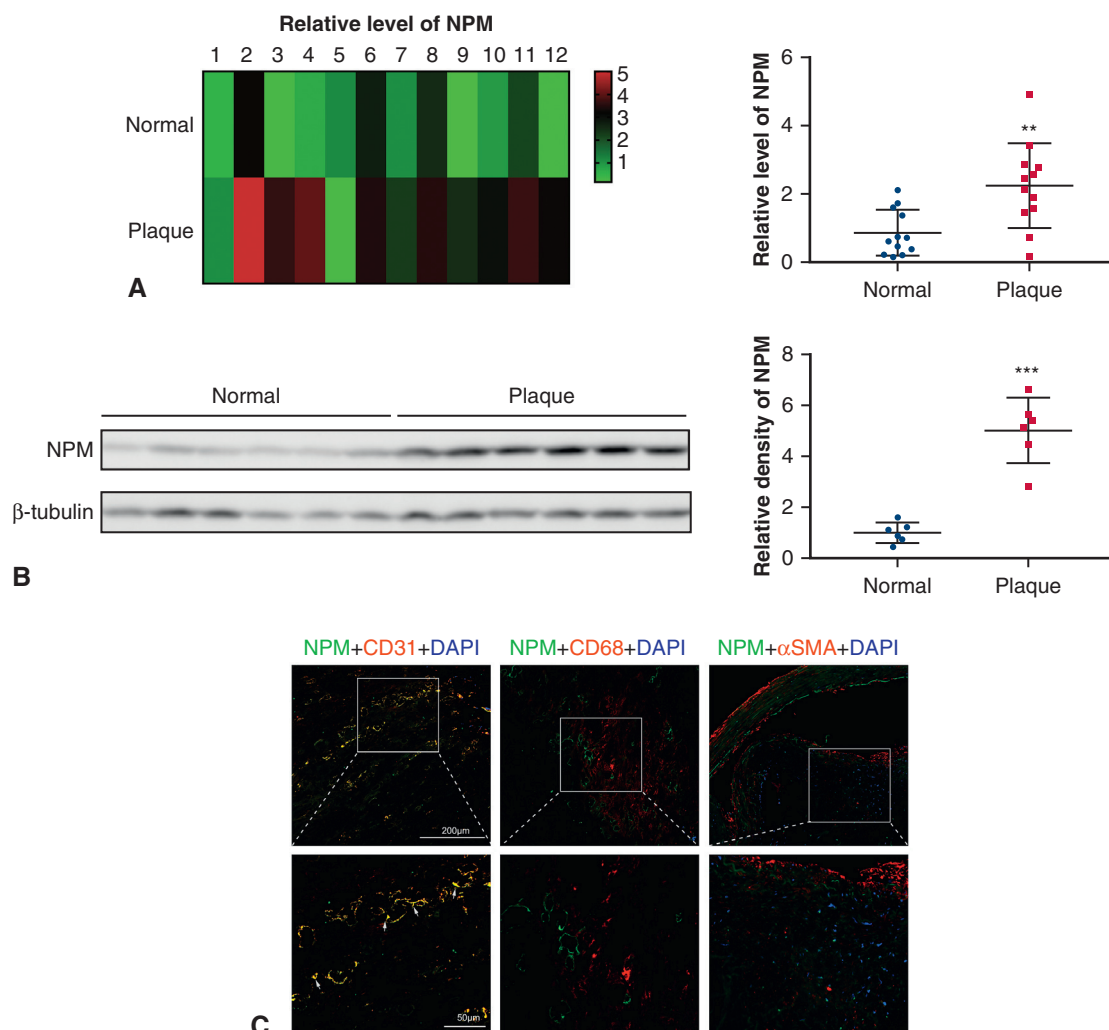 Relative level of NPM
1 2 3 4 5 6 7 8 9 10 11 12
Normal
Plaque
5
4
3
2
1
A
Relative level of NPM
6
4
2
0
**
Normal Plaque
Normal Plaque
NPM
β-tubulin
B
Relative density of NPM
8
6
4
2
0
***
Normal Plaque
NPM+CD31+DAPI NPM+CD68+DAPI NPM+αSMA+DAPI
200μm
50μm
C